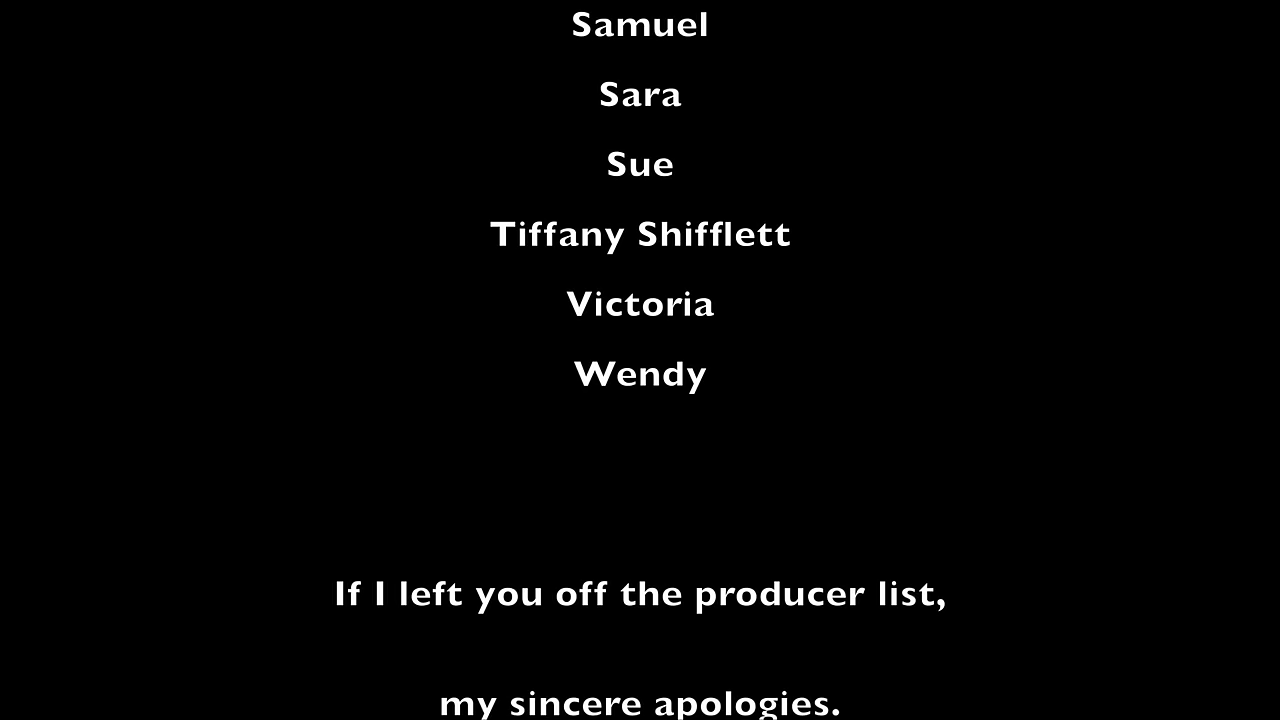 Samuel
Sara
Sue
Tiffany Shifflett
Victoria
Wendy
If I left you off the producer list,
my sincere apologies.